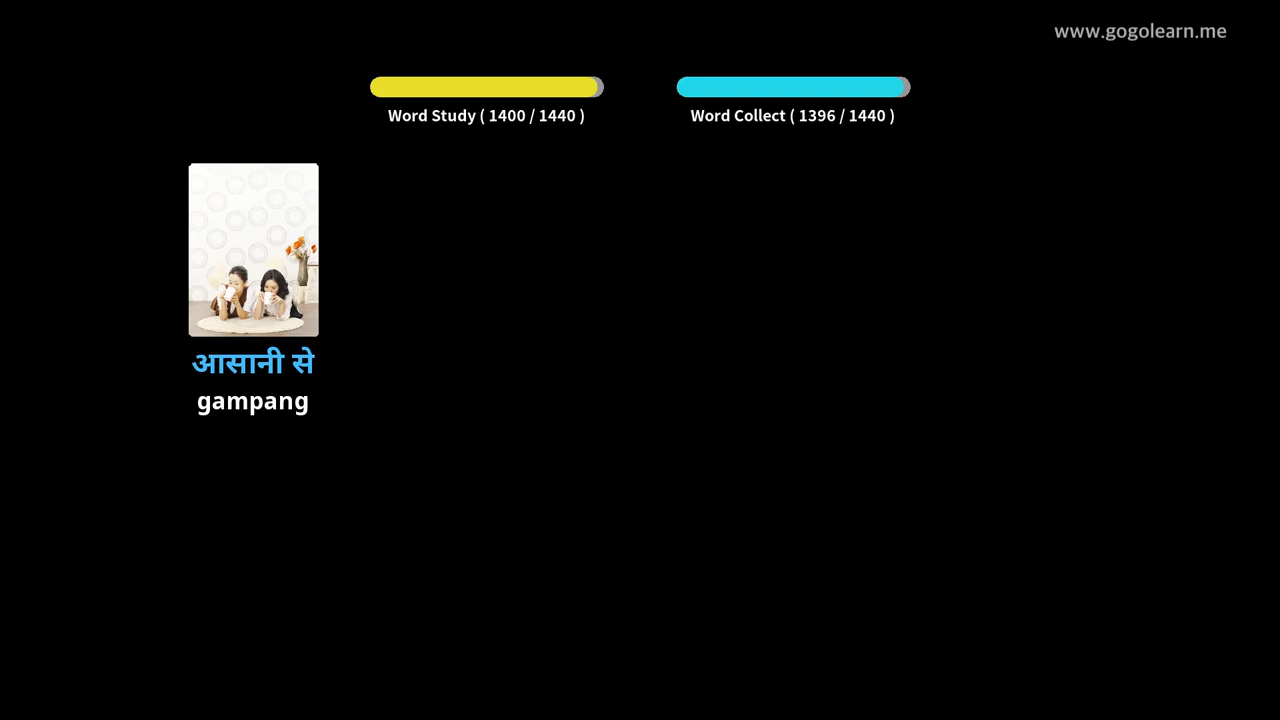 www.gogolearn.me
Word Study ( 1400 / 1440 )
Word Collect ( 1396 / 1440 )
आसानी से
gampang